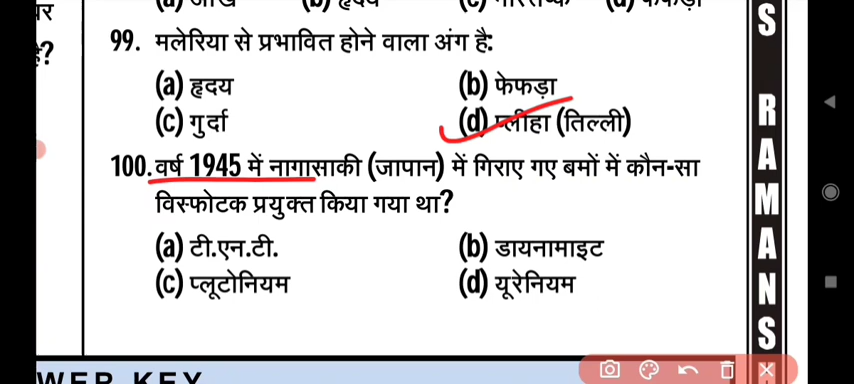 99. मलेरिया से प्रभावित होने वाला अंग है:
(a) हृदय (b) फेफड़ा
(c) गुर्दा (d) प्लीहा (तिल्ली)
100. वर्ष 1945 में नागासाकी (जापान) में गिराए गए बमों में कौन-सा
विस्फोटक प्रयुक्त किया गया था?
(a) टी.एन.टी. (b) डायनामाइट
(c) प्लूटोनियम (d) यूरेनियम
S
RAMANS